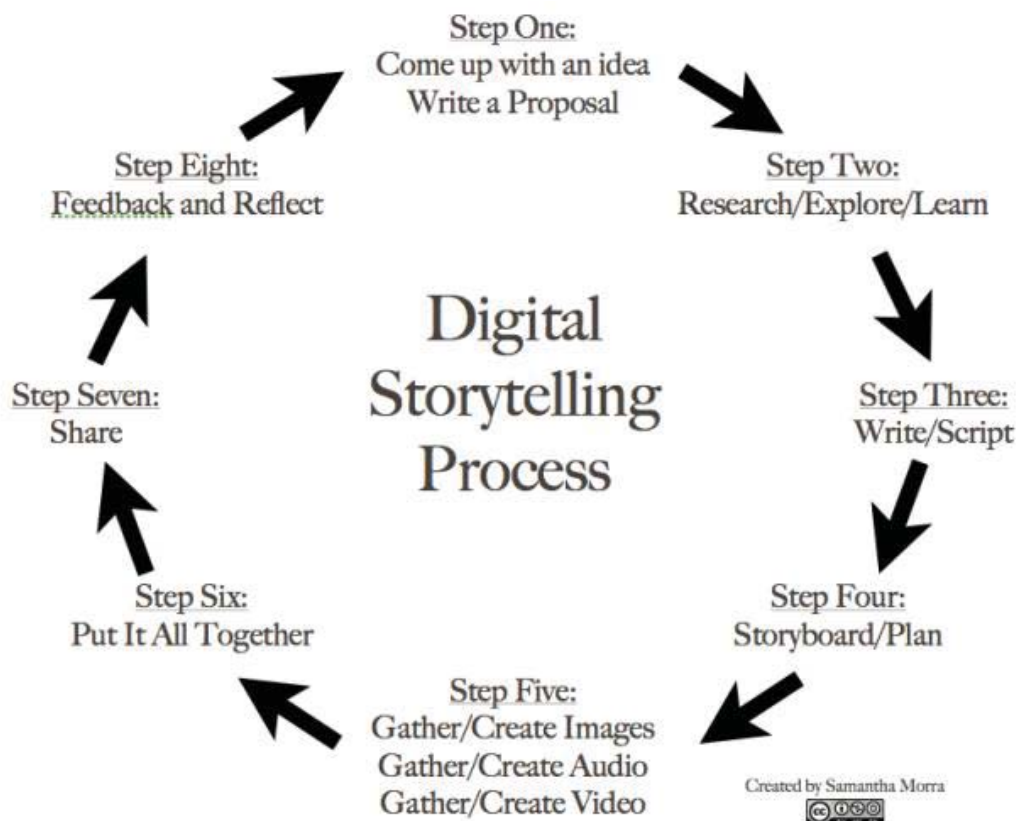 Step One:
Come up with an idea
Write a Proposal
Step Two:
Research/Explore/Learn
Step Three:
Write/Script
Step Four:
Storyboard/Plan
Step Five:
Gather/Create Images
Gather/Create Audio
Gather/Create Video
Step Six:
Put It All Together
Step Seven:
Share
Step Eight:
Feedback and Reflect
Digital
Storytelling
Process
Created by Samantha Morra